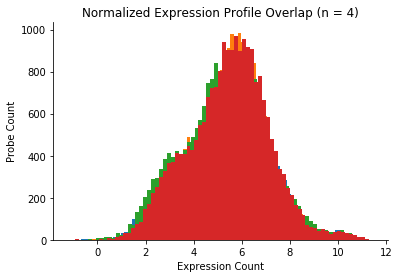 Normalized Expression Profile Overlap (n = 4)
1000
800
600
400
200
0
Probe Count
0 2 4 6 8 10 12
Expression Count